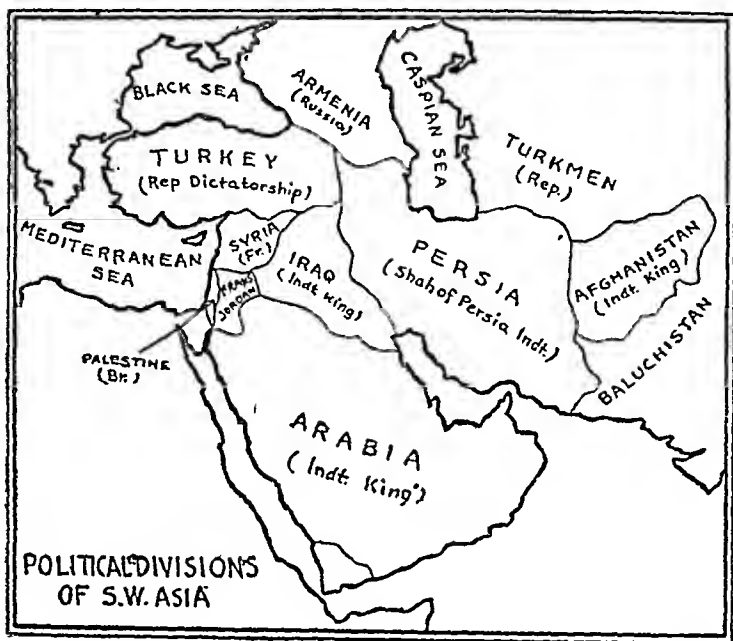 BLACK SEA
ARMENIA
(Russia)
CASPIAN SEA
TURKEY
(Rep Dictatorship)
TURKMEN
(Rep.)
MEDITERRANEAN
SEA
SYRIA
(Fr.)
IRAQ
(Indt. King)
PERSIA
(Shah of Persia Indt.)
AFGHANISTAN
(Indt. King)
TRANS
JORDAN
PALESTINE
(Br.)
BALUCHISTAN
ARABIA
(Indt. King)
POLITICAL DIVISIONS
OF S.W. ASIA